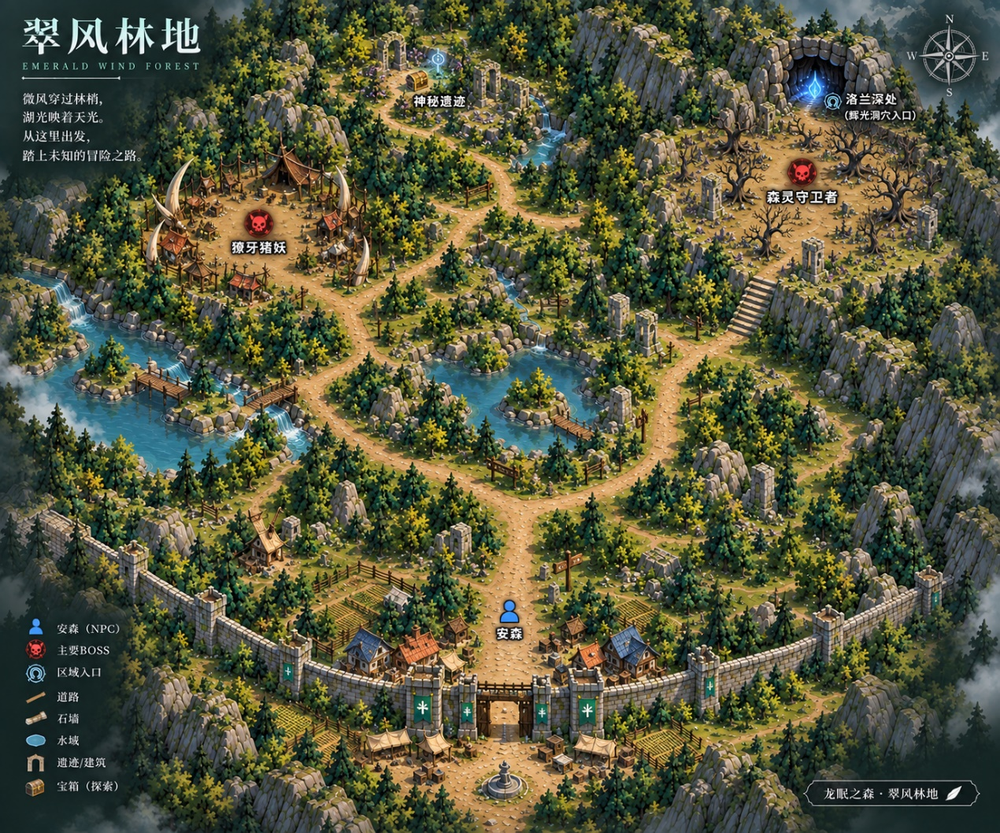 翠风林地
EMERALD WIND FOREST
微风穿过林梢，
湖光映着天光。
从这里出发，
踏上未知的冒险之路。
N
W
E
S
神秘遗迹
洛兰深处
（辉光洞穴入口）
森灵守卫者
獠牙猪妖
安森
安森（NPC）
主要BOSS
区域入口
道路
石墙
水域
遗迹/建筑
宝箱（探索）
龙眠之森·翠风林地